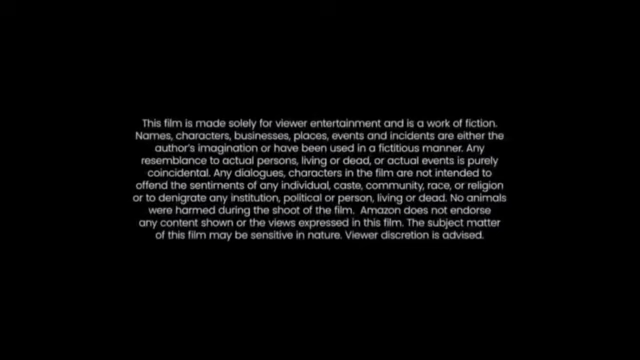 This film is made solely for viewer entertainment and is a work of fiction.
Names, characters, businesses, places, events and incidents are either the
author's imagination or have been used in a fictitious manner. Any
resemblance to actual persons, living or dead, or actual events is purely
coincidental. Any dialogues, characters in the film are not intended to
offend the sentiments of any individual, caste, community, race, or religion
or to denigrate any institution, political or person, living or dead. No animals
were harmed during the shoot of the film. Amazon does not endorse
any content shown or the views expressed in this film. The subject matter
of this film may be sensitive in nature. Viewer discretion is advised.